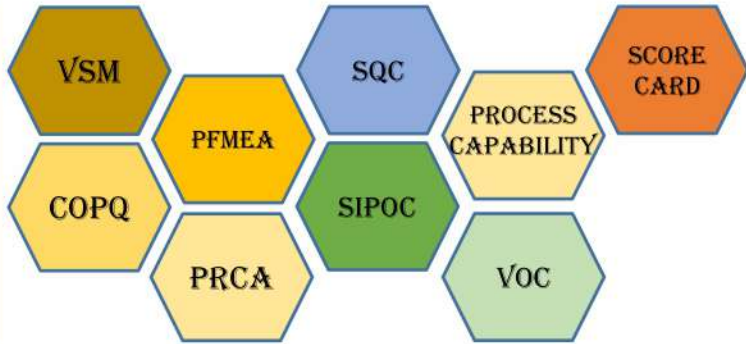 VSM
SQC
SCORE
CARD
PFMEA
PROCESS
CAPABILITY
COPQ
SIPOC
PRCA
VOC